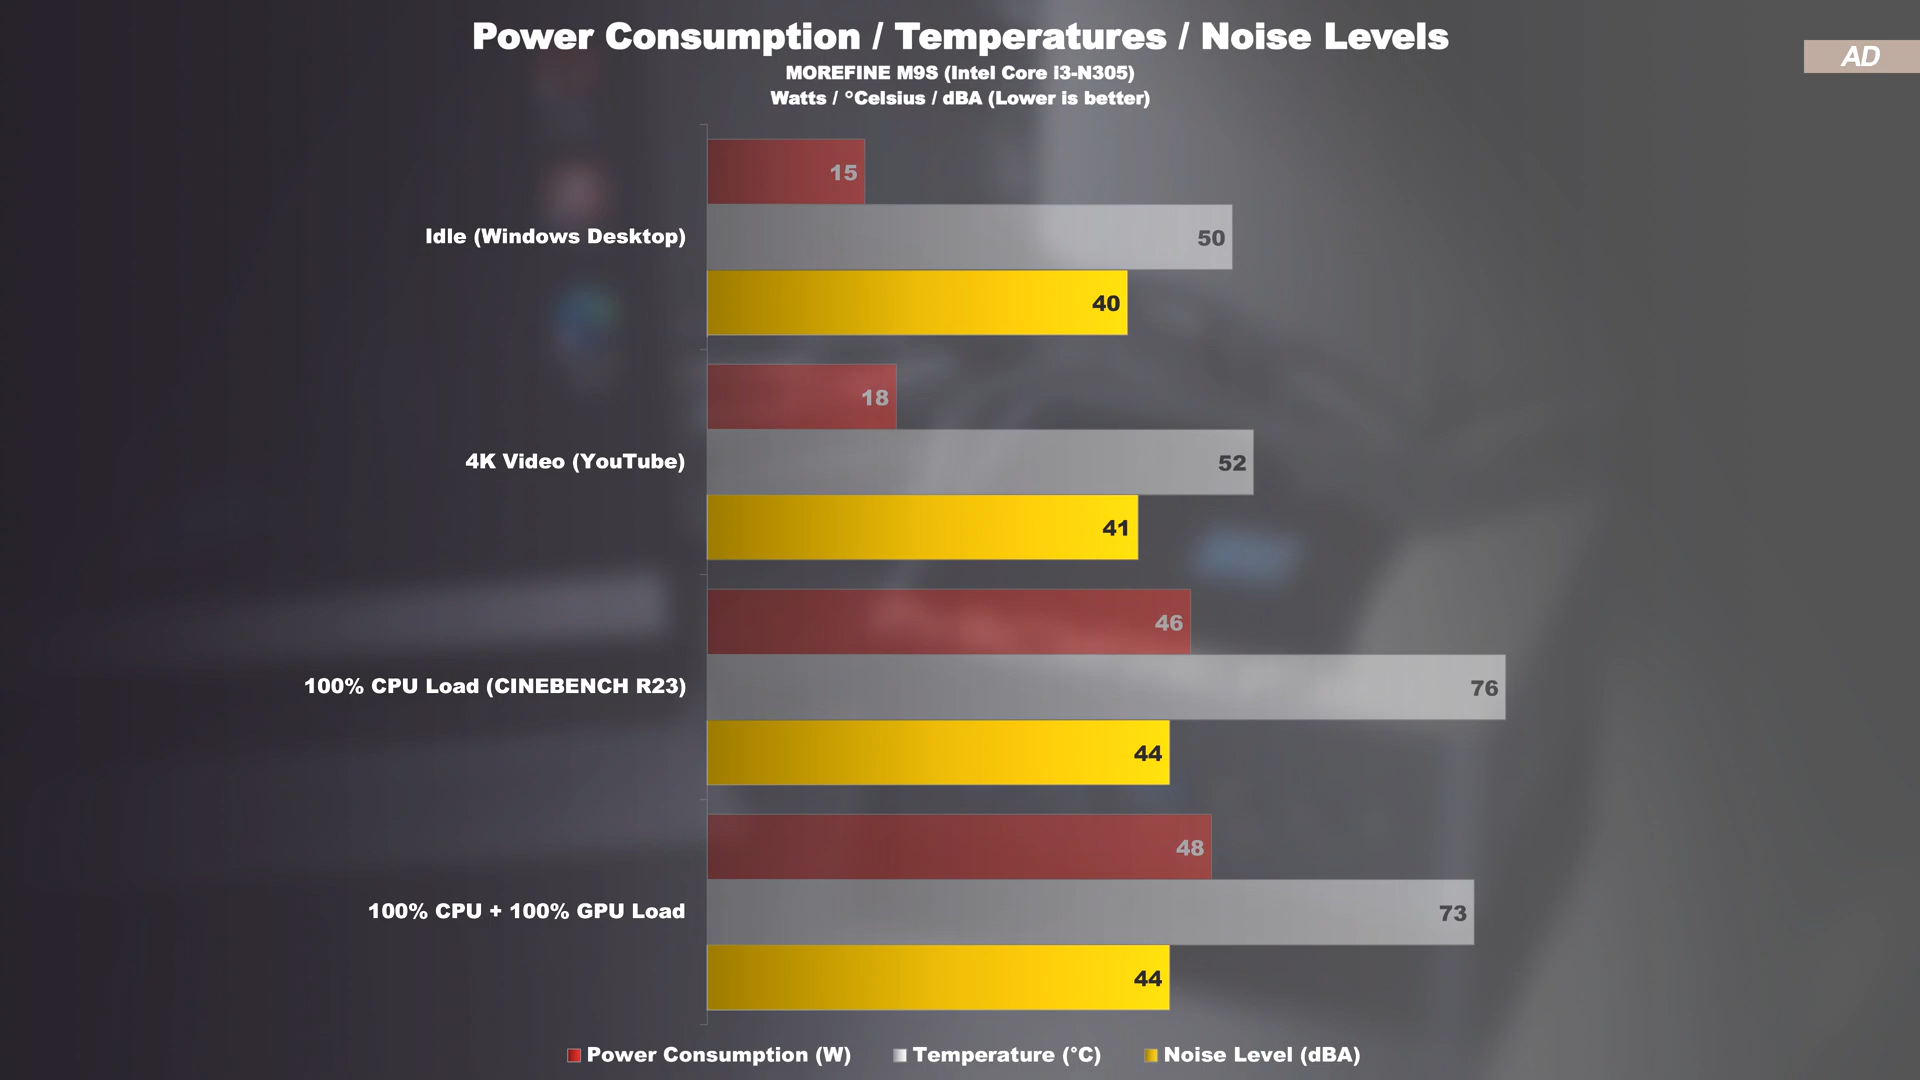 Power Consumption / Temperatures / Noise Levels
MOREFINE M9S (Intel Core i3-N305)
Watts / °Celsius / dBA (Lower is better)
AD
Idle (Windows Desktop)
15
50
40
4K Video (YouTube)
18
52
41
100% CPU Load (CINEBENCH R23)
46
76
44
100% CPU + 100% GPU Load
48
73
44
Power Consumption (W) Temperature (°C) Noise Level (dBA)